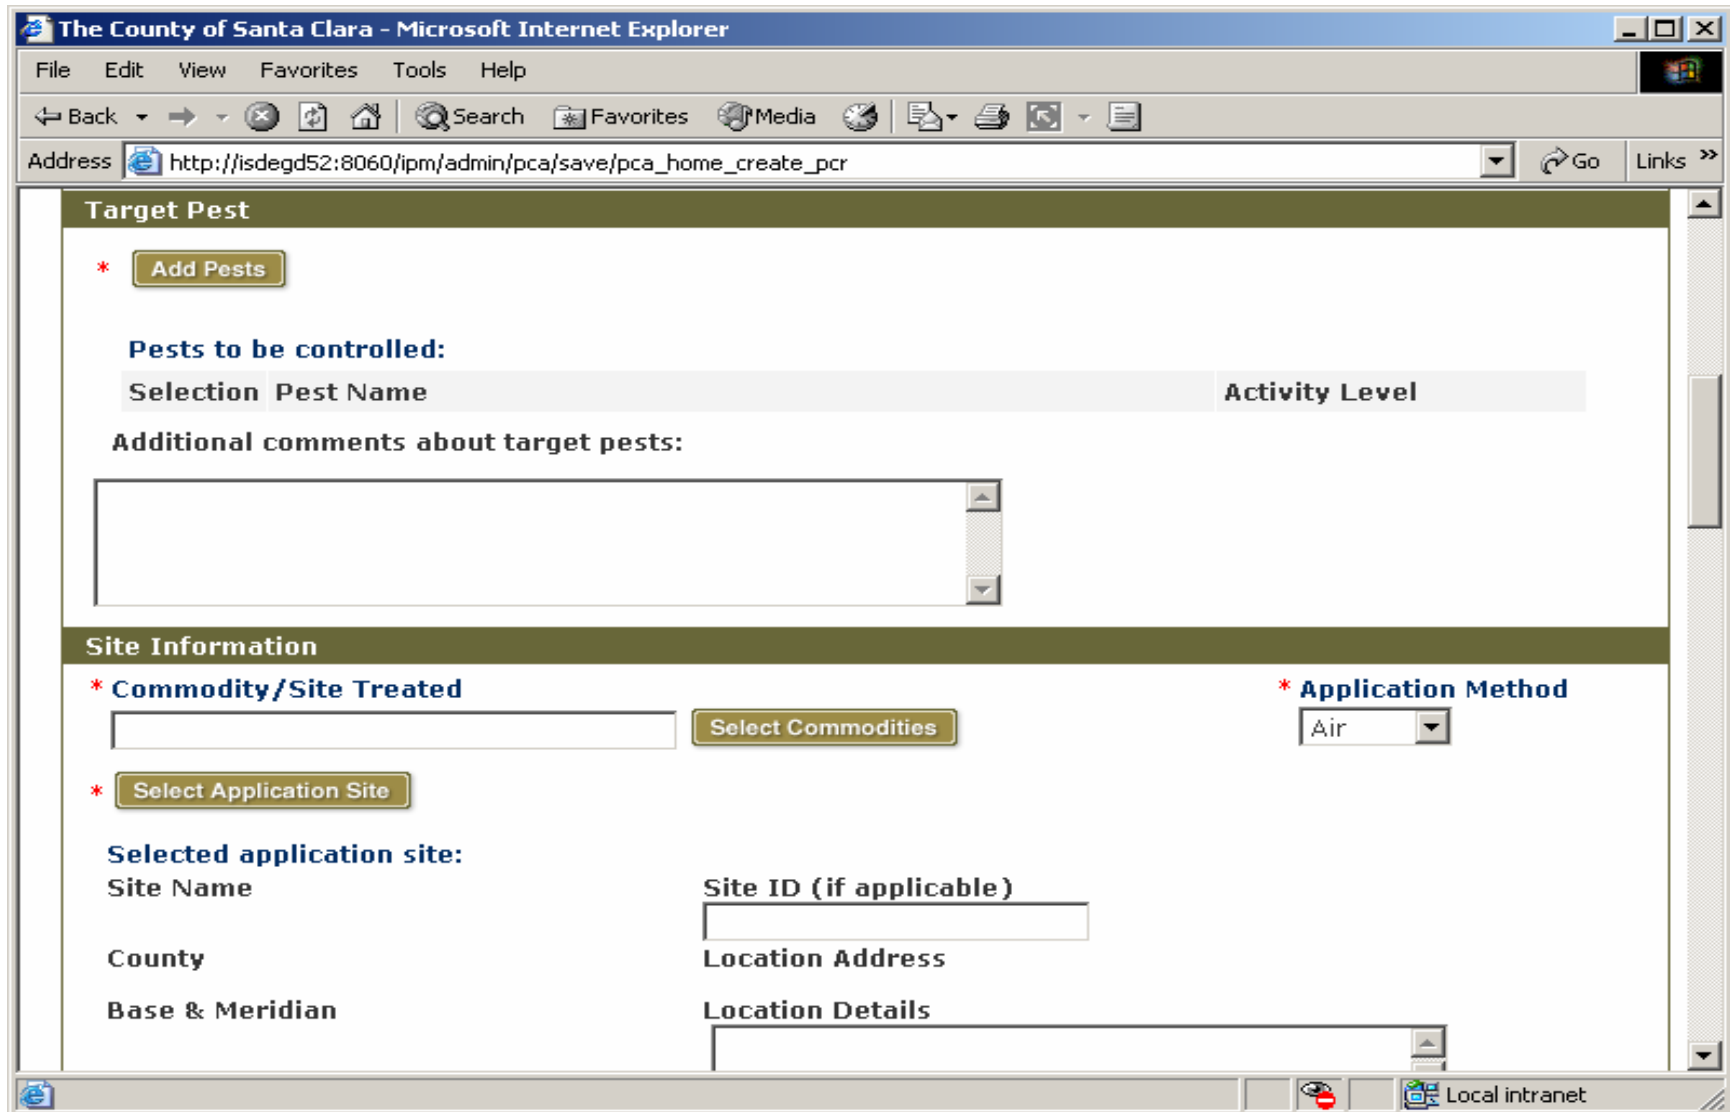 The County of Santa Clara - Microsoft Internet Explorer
File Edit View Favorites Tools Help
Back Search Favorites Media
Address http://isdegd52:8060/ipm/admin/pca/save/pca_home_create_pcr Go Links »
Target Pest
* Add Pests
Pests to be controlled:
Selection Pest Name Activity Level
Additional comments about target pests:
Site Information
* Commodity/Site Treated * Application Method
Select Commodities Air
* Select Application Site
Selected application site:
Site Name Site ID (if applicable)
County Location Address
Base & Meridian Location Details
Local intranet